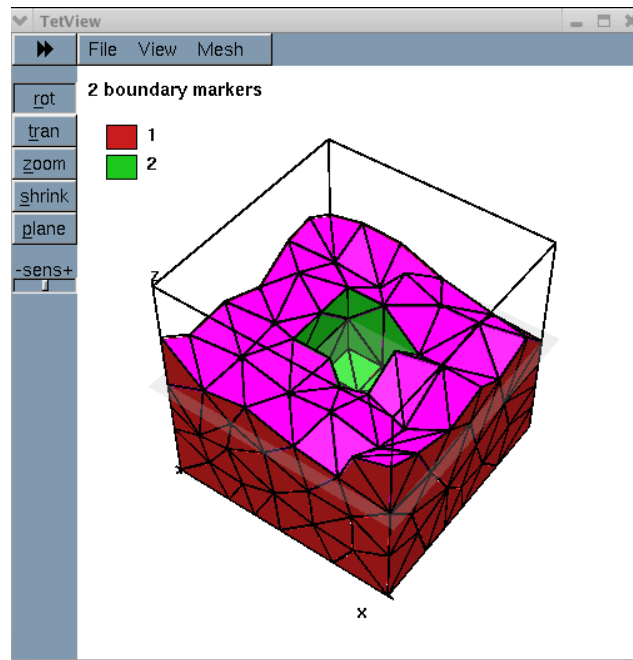 TetView
File View Mesh
rot
tran
zoom
shrink
plane
-sens+
2 boundary markers
1
2
z
x